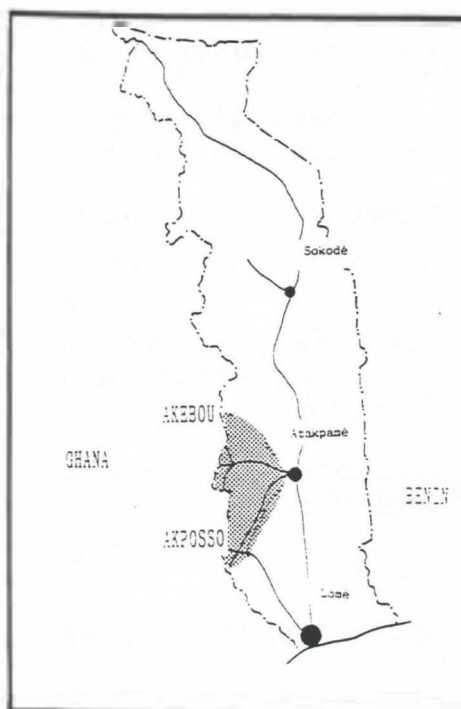 Sokodé
AKEBOU
Atakpamé
GHANA
BENIN
AKPOSSO
Lomé